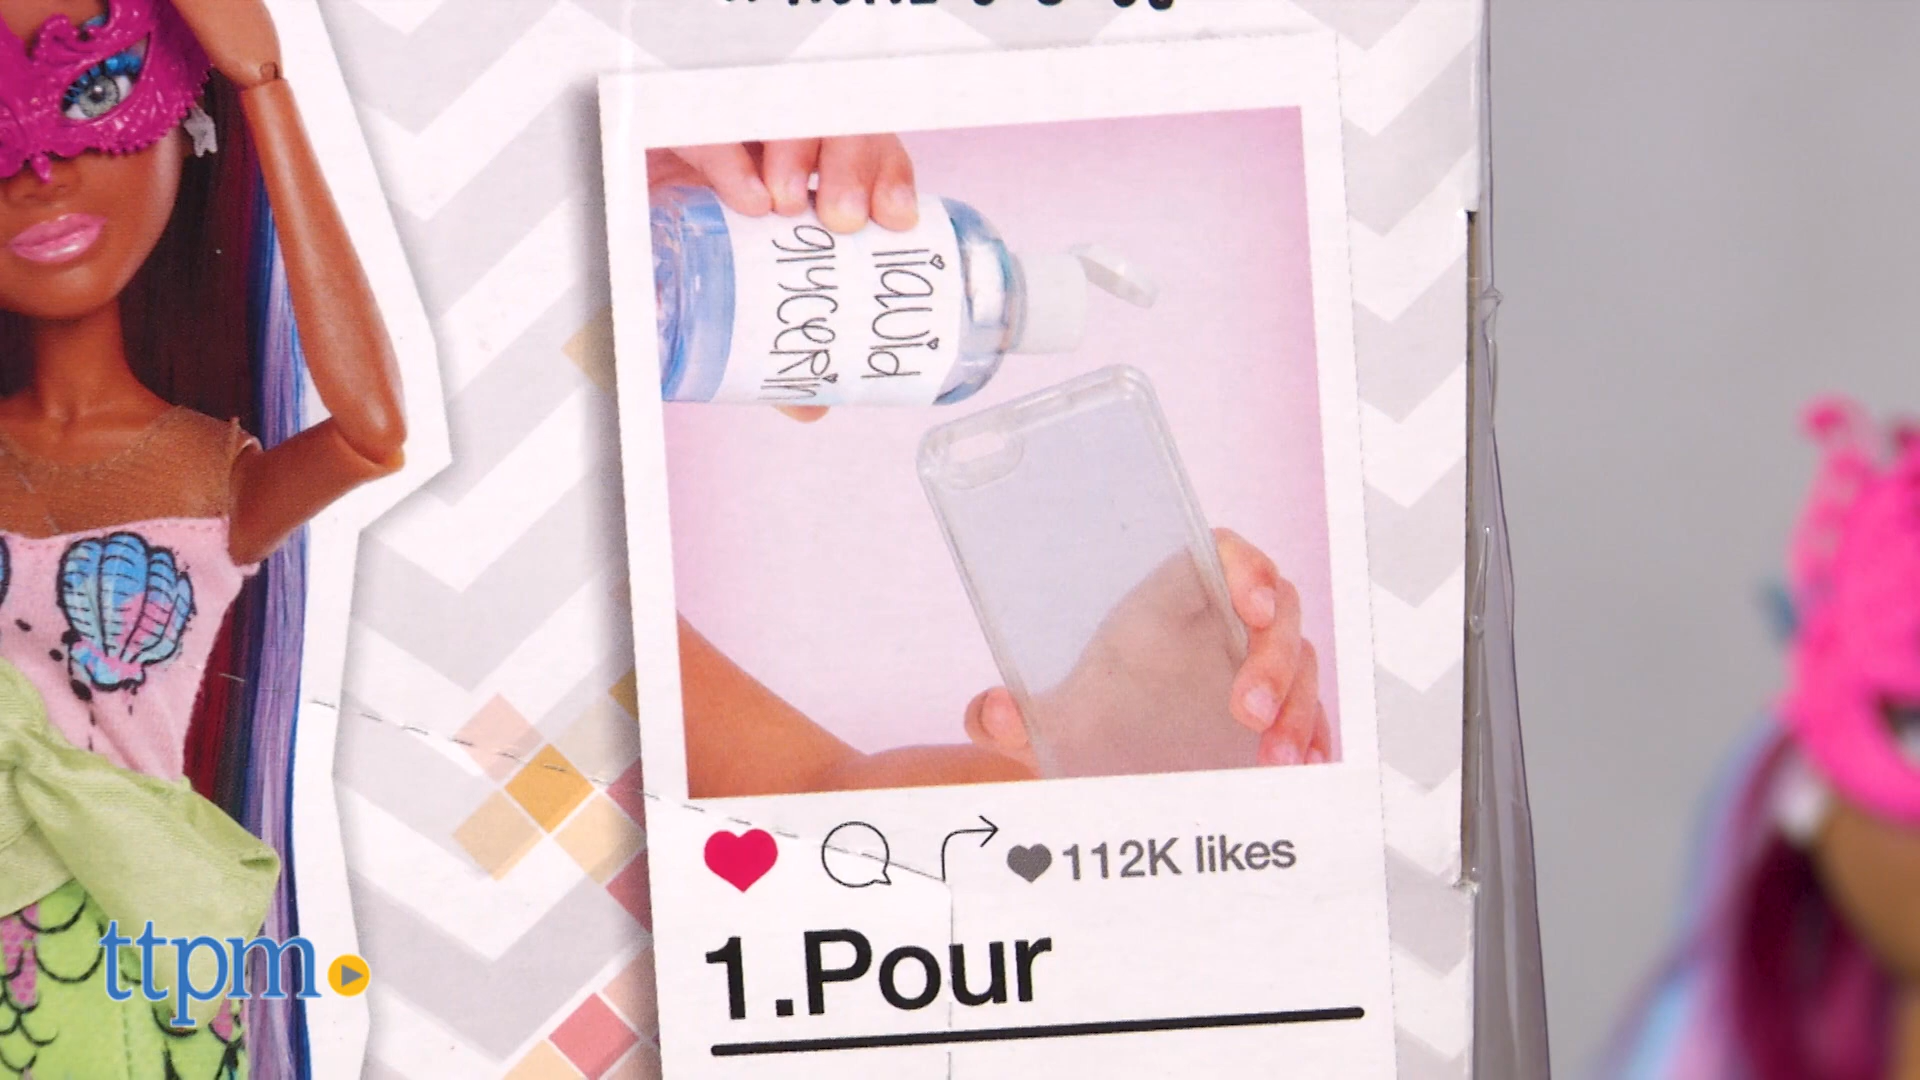 liquid
glycerin
112K likes
1.Pour
ttpm